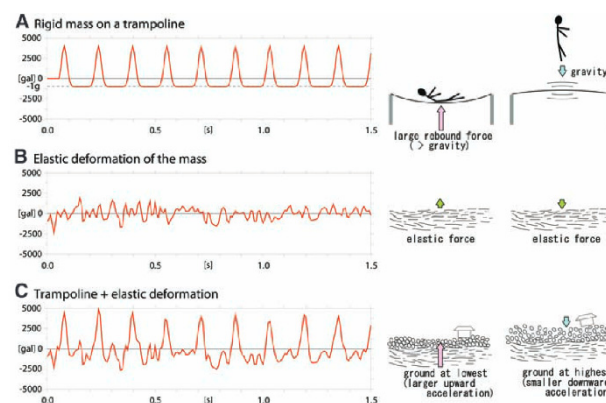 A Rigid mass on a trampoline
5000
2500
[gal] 0
-1g
-2500
-5000
0.0 0.5 [s] 1.0 1.5
gravity
large rebound force
( > gravity)
B Elastic deformation of the mass
5000
2500
[gal] 0
-2500
-5000
0.0 0.5 [s] 1.0 1.5
elastic force
elastic force
C Trampoline + elastic deformation
5000
2500
[gal] 0
2500
5000
0.0 0.5 [s] 1.0 1.5
ground at lowest
(larger upward
acceleration)
ground at highest
(smaller downward
acceleration)